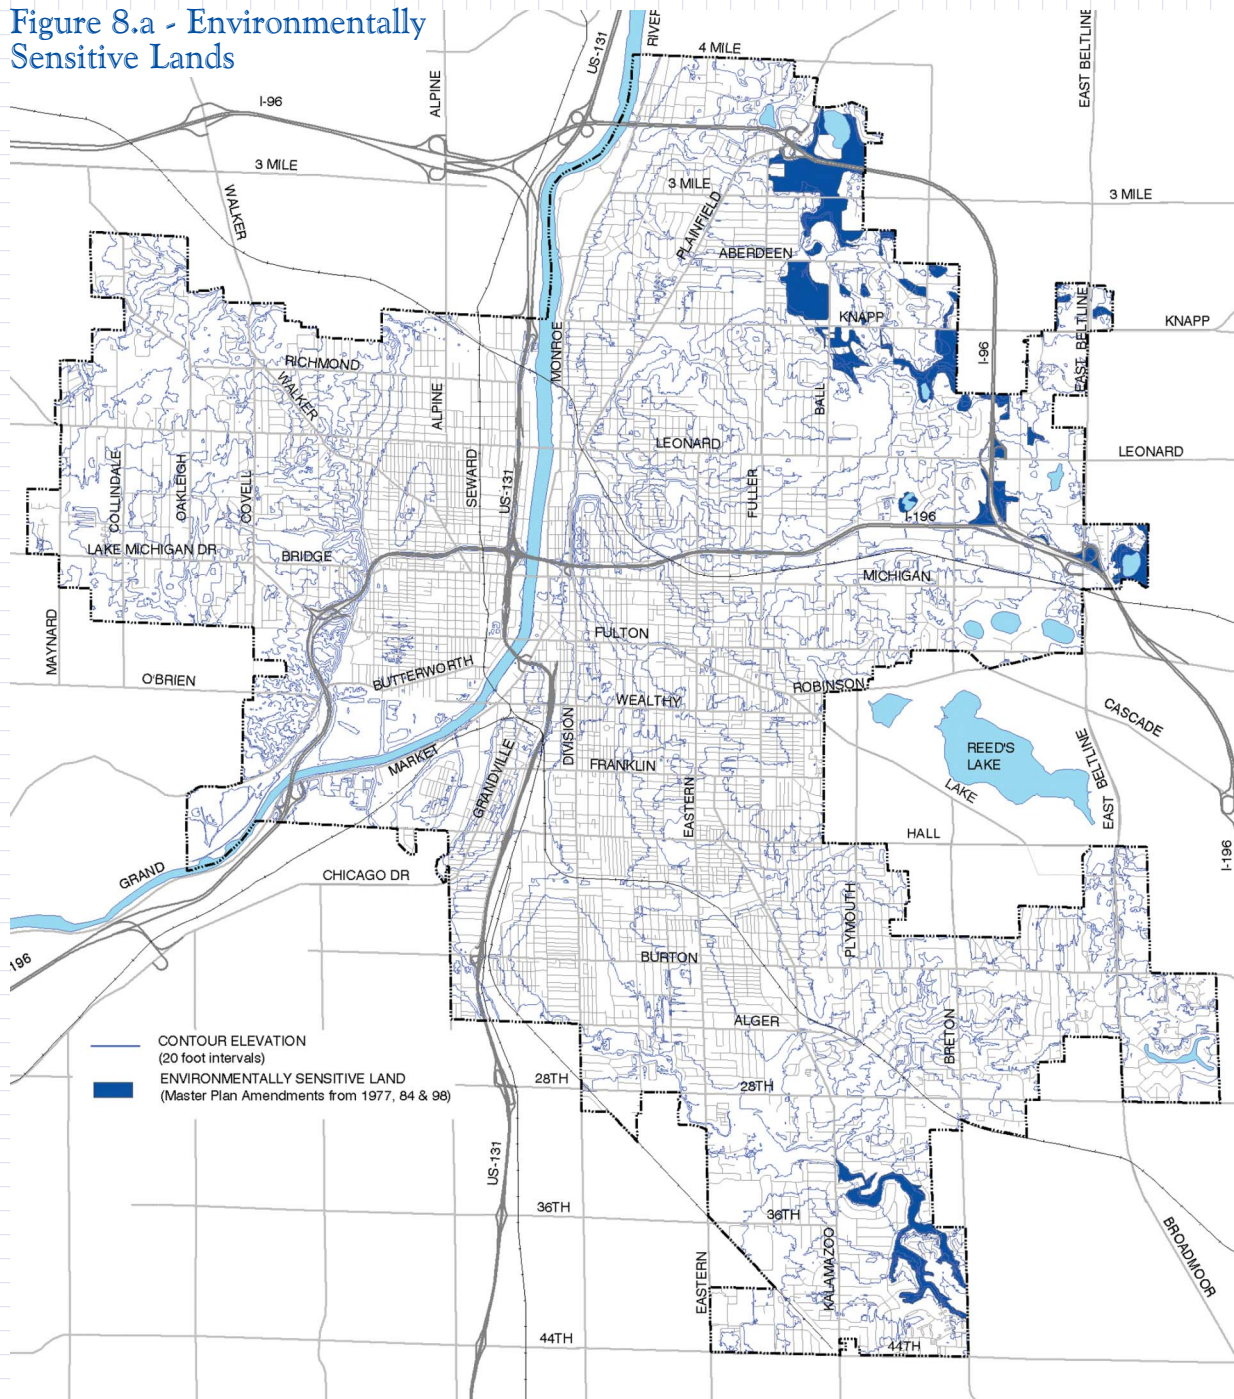 Figure 8.a - Environmentally
Sensitive Lands
RIVER
4 MILE
US-131
EAST BELTLINE
ALPINE
I-96
3 MILE
3 MILE
3 MILE
WALKER
PLAINFIELD
ABERDEEN
KNAPP
KNAPP
EAST BELTLINE
MONROE
I-96
RICHMOND
WALKER
ALPINE
BALL
LEONARD
LEONARD
COLLINDALE
OAKLEIGH
COVELL
SEWARD
US-131
FULLER
I-196
LAKE MICHIGAN DR
BRIDGE
MICHIGAN
MAYNARD
FULTON
O'BRIEN
BUTTERWORTH
WEALTHY
ROBINSON
CASCADE
DIVISION
REED'S
LAKE
MARKET
GRANDVILLE
FRANKLIN
EASTERN
LAKE
EAST BELTLINE
HALL
I-196
GRAND
CHICAGO DR
PLYMOUTH
196
BURTON
ALGER
BRETON
CONTOUR ELEVATION
(20 foot intervals)
ENVIRONMENTALLY SENSITIVE LAND
(Master Plan Amendments from 1977, 84 & 98)
28TH
28TH
US-131
36TH
36TH
KALAMAZOO
EASTERN
BROADMOOR
44TH
44TH